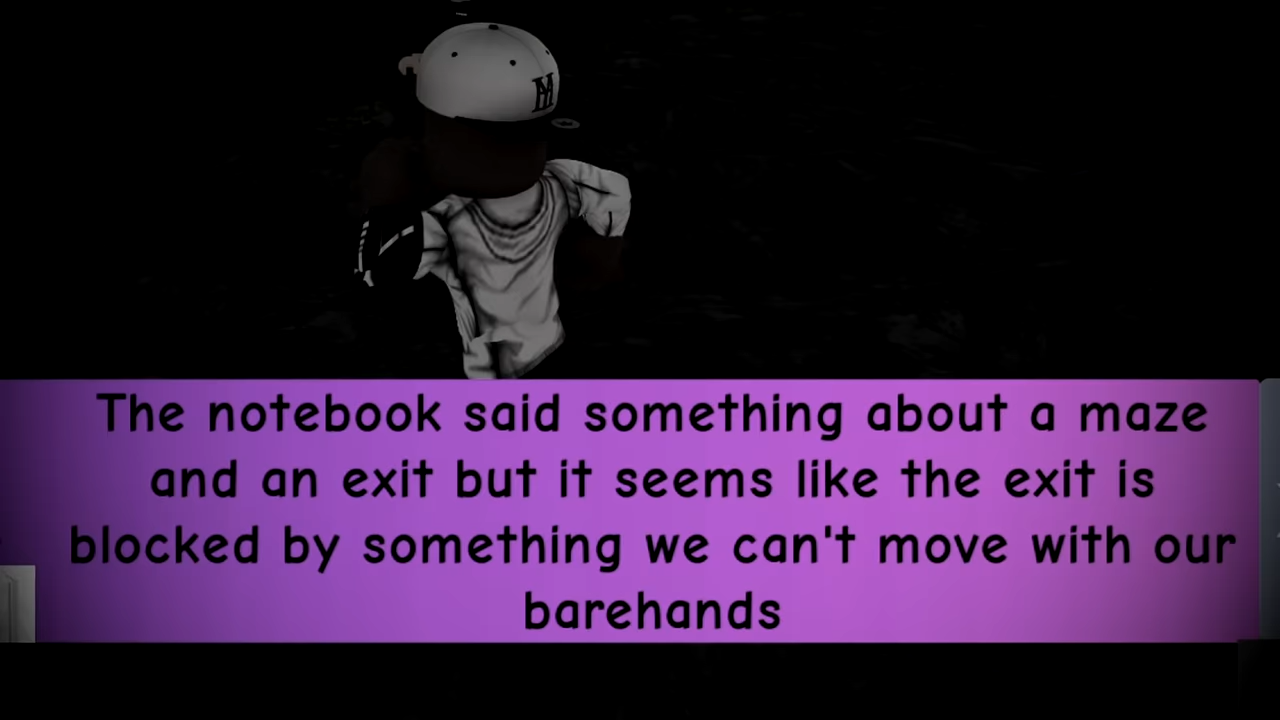 M
The notebook said something about a maze
and an exit but it seems like the exit is
blocked by something we can't move with our
barehands